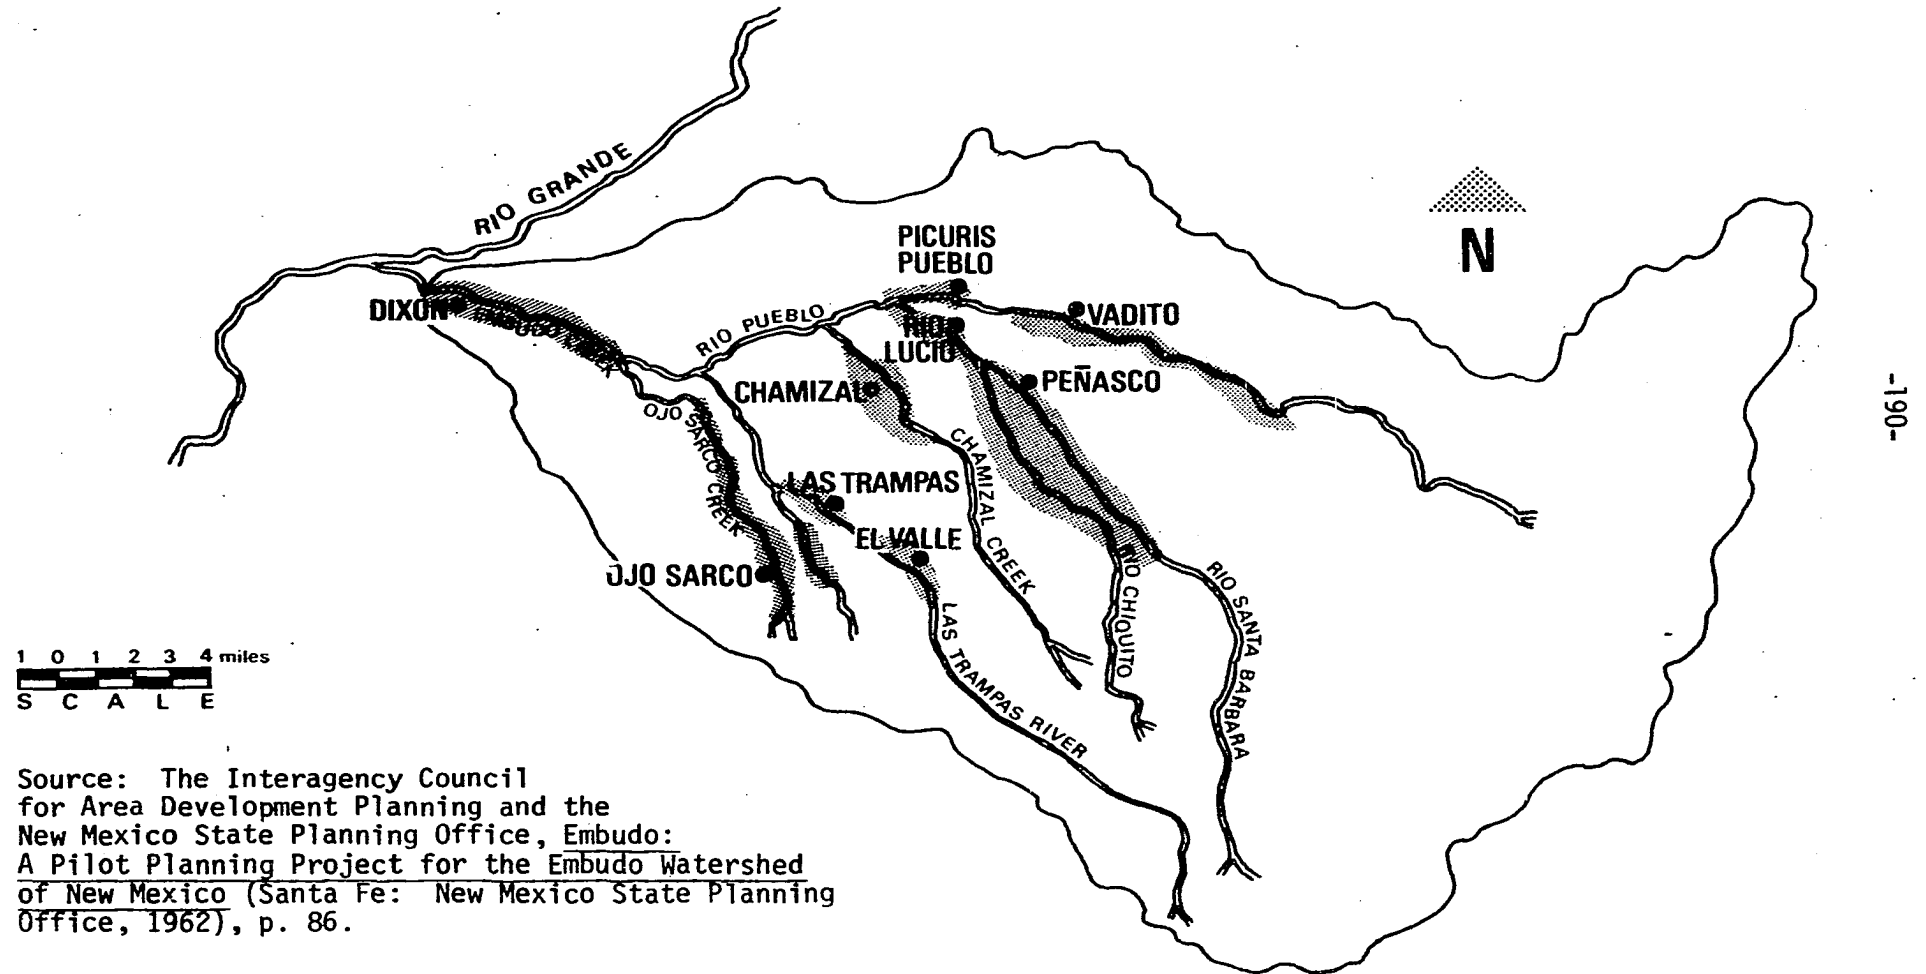 RIO GRANDE
PICURIS
PUEBLO
N
DIXON
EMBUDO CREEK
RIO PUEBLO
VADITO
RIO
LUCIO
CHAMIZAL
PEÑASCO
OJO SARCO CREEK
CHAMIZAL CREEK
LAS TRAMPAS
EL VALLE
OJO SARCO
RIO CHIQUITO
RIO SANTA BARBARA
LAS TRAMPAS RIVER
-190-
1 0 1 2 3 4 miles
S C A L E
Source: The Interagency Council
for Area Development Planning and the
New Mexico State Planning Office, Embudo:
A Pilot Planning Project for the Embudo Watershed
of New Mexico (Santa Fe: New Mexico State Planning
Office, 1962), p. 86.